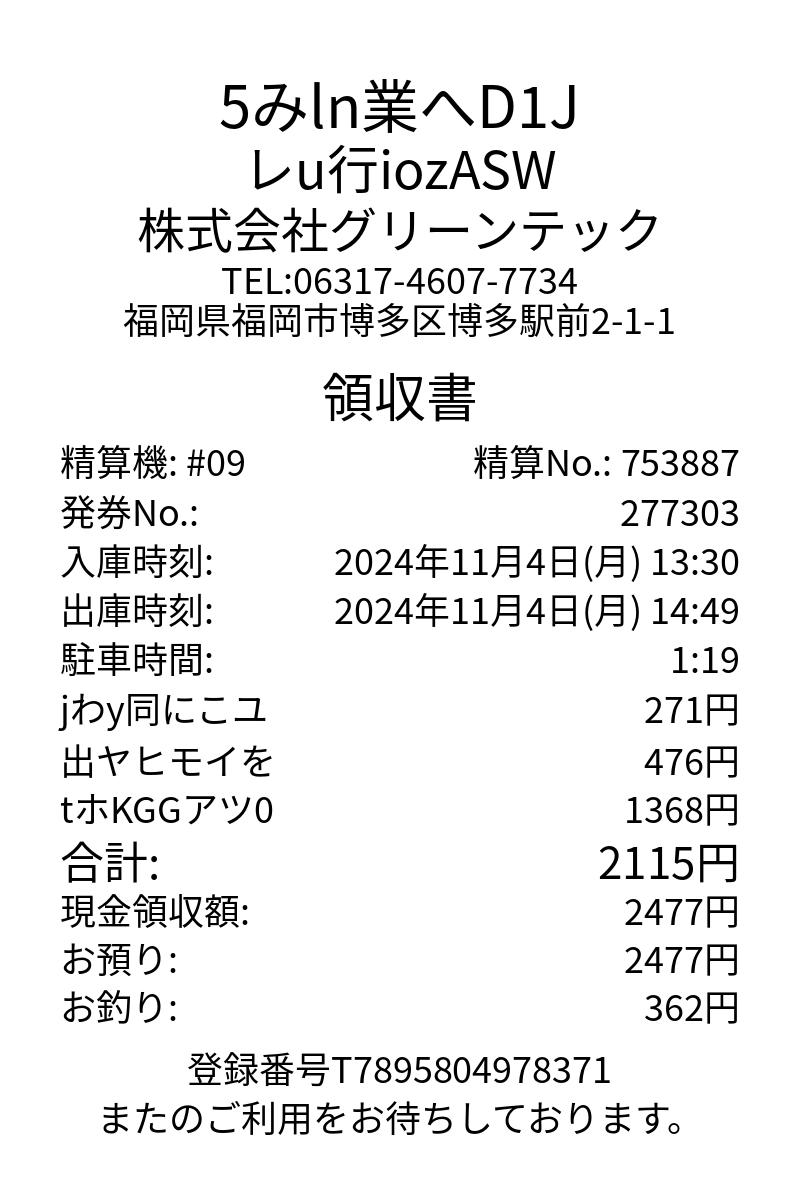 5みln業へD1J
レu行iozASW
株式会社グリーンテック
TEL:06317-4607-7734
福岡県福岡市博多区博多駅前2-1-1
領収書
精算機: #09 精算No.: 753887
発券No.: 277303
入庫時刻: 2024年11月4日(月) 13:30
出庫時刻: 2024年11月4日(月) 14:49
駐車時間: 1:19
jわy同にこユ 271円
出ヤヒモイを 476円
tホKGGアツ0 1368円
合計: 2115円
現金領収額: 2477円
お預り: 2477円
お釣り: 362円
登録番号T7895804978371
またのご利用をお待ちしております。